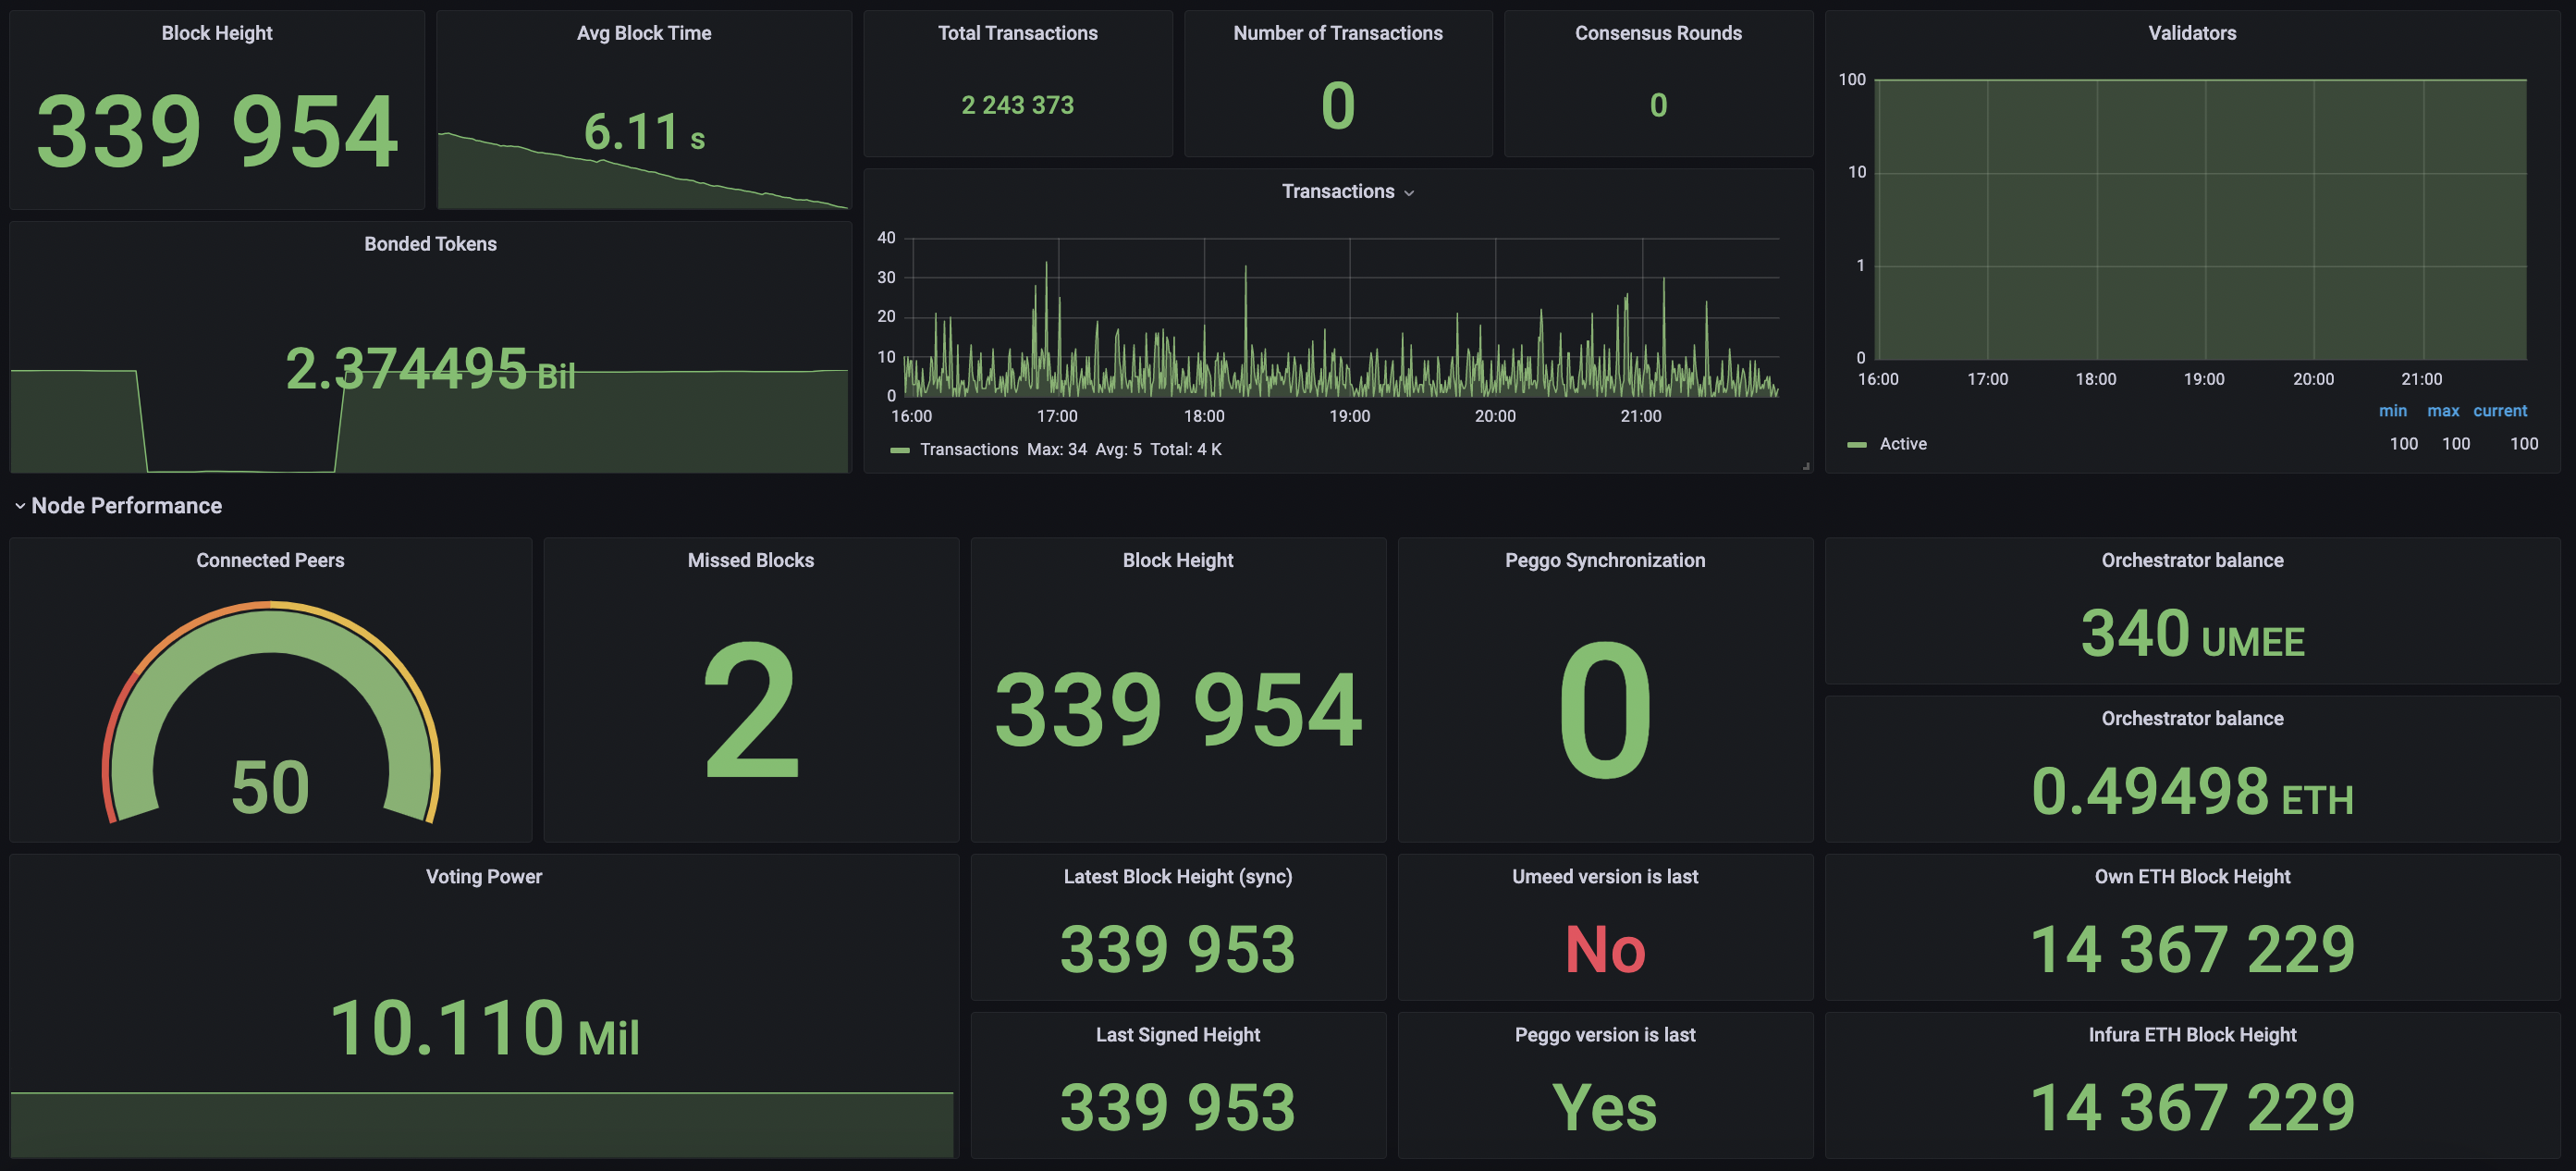 Block Height
339 954
Avg Block Time
6.11 s
Total Transactions
2 243 373
Number of Transactions
0
Consensus Rounds
0
Validators
100
10
1
0
16:00 17:00 18:00 19:00 20:00 21:00
min max current
Active 100 100 100
Bonded Tokens
2.374495 Bil
Transactions
40
30
20
10
0
16:00 17:00 18:00 19:00 20:00 21:00
Transactions Max: 34 Avg: 5 Total: 4 K
Node Performance
Connected Peers
50
Missed Blocks
2
Block Height
339 954
Peggo Synchronization
0
Orchestrator balance
340 UMEE
Orchestrator balance
0.49498 ETH
Voting Power
10.110 Mil
Latest Block Height (sync)
339 953
Umeed version is last
No
Own ETH Block Height
14 367 229
Last Signed Height
339 953
Peggo version is last
Yes
Infura ETH Block Height
14 367 229